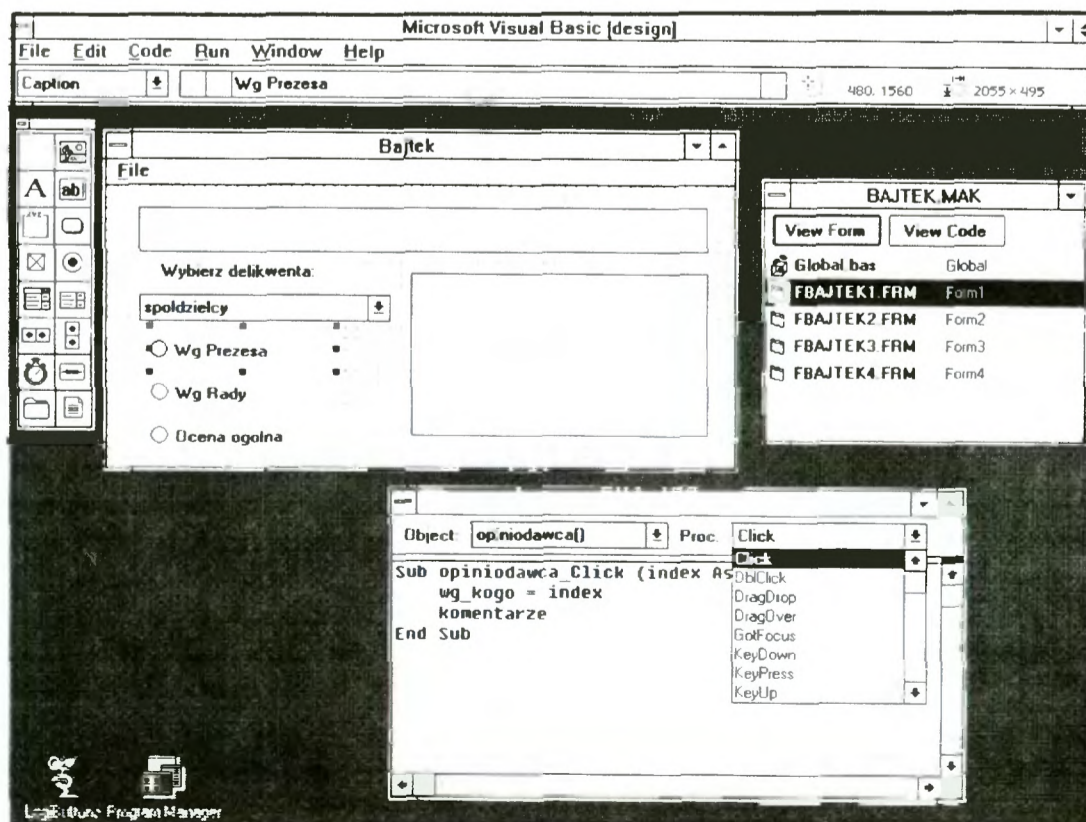 Microsoft Visual Basic [design]
File Edit Code Run Window Help
Caption Wg Prezesa 480, 1560 2055 × 495
Bajtek
File
Wybierz delikwenta:
spoldzielcy
Wg Prezesa
Wg Rady
Ocena ogolna
A ab
BAJTEK.MAK
View Form View Code
Global.bas Global
FBAJTEK1.FRM Form1
FBAJTEK2.FRM Form2
FBAJTEK3.FRM Form3
FBAJTEK4.FRM Form4
Object: opiniodawca() Proc. Click
Click
DblClick
DragDrop
DragOver
GotFocus
KeyDown
KeyPress
KeyUp
Sub opiniodawca_Click (index As
wg_kogo = index
komentarze
End Sub
Program Manager